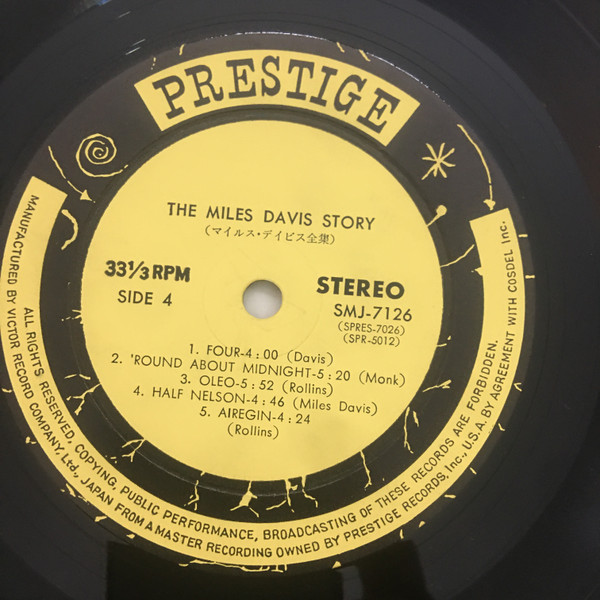 PRESTIGE
THE MILES DAVIS STORY
(マイルス・デイビス全集)
33⅓RPM
SIDE 4
STEREO
SMJ-7126
(SPRES-7026)
(SPR-5012)
1. FOUR-4:00 (Davis)
2. 'ROUND ABOUT MIDNIGHT-5:20 (Monk)
3. OLEO-5:52 (Rollins)
4. HALF NELSON-4:46 (Miles Davis)
5. AIREGIN-4:24
(Rollins)
ALL RIGHTS RESERVED, COPYING, PUBLIC PERFORMANCE, BROADCASTING OF THESE RECORDS ARE FORBIDDEN.
MANUFACTURED BY VICTOR RECORD COMPANY, Ltd., JAPAN FROM A MASTER RECORDING OWNED BY PRESTIGE RECORDS, Inc., U.S.A. BY AGREEMENT WITH COSDEL Inc.